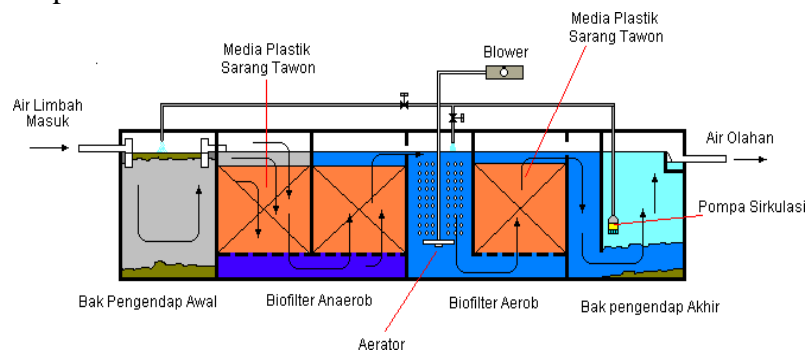 Media Plastik
Sarang Tawon
Blower
Media Plastik
Sarang Tawon
Air Limbah
Masuk
Air Olahan
Pompa Sirkulasi
Bak Pengendap Awal
Biofilter Anaerob
Biofilter Aerob
Bak pengendap Akhir
Aerator